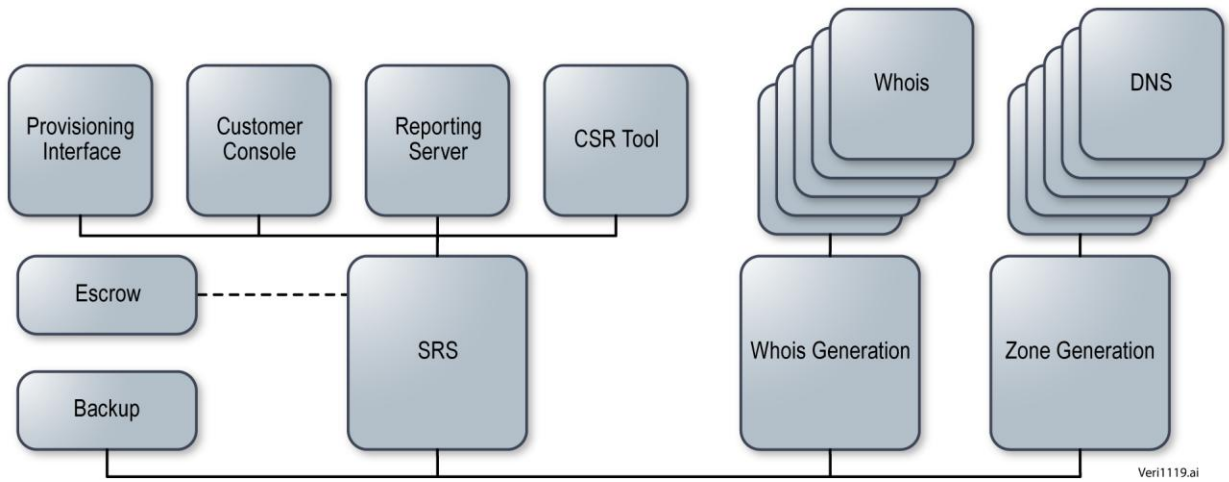 Whois
DNS
Provisioning
Interface
Customer
Console
Reporting
Server
CSR Tool
Escrow
SRS
Whois Generation
Zone Generation
Backup
Veri1119.ai